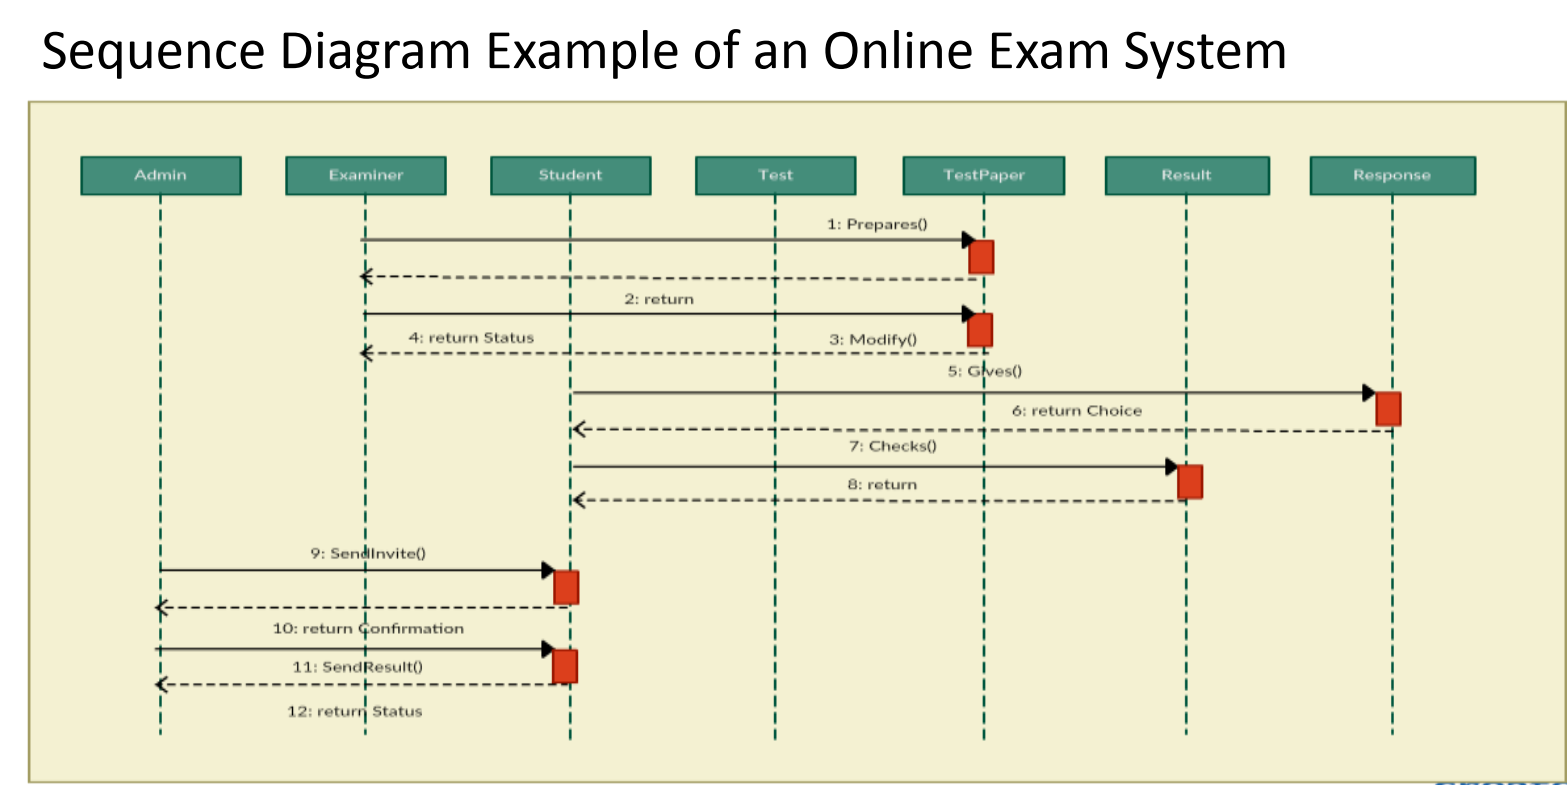 Sequence Diagram Example of an Online Exam System
Admin
Examiner
Student
Test
TestPaper
Result
Response
1: Prepares()
2: return
4: return Status
3: Modify()
5: Gives()
6: return Choice
7: Checks()
8: return
9: SendInvite()
10: return Confirmation
11: SendResult()
12: return Status